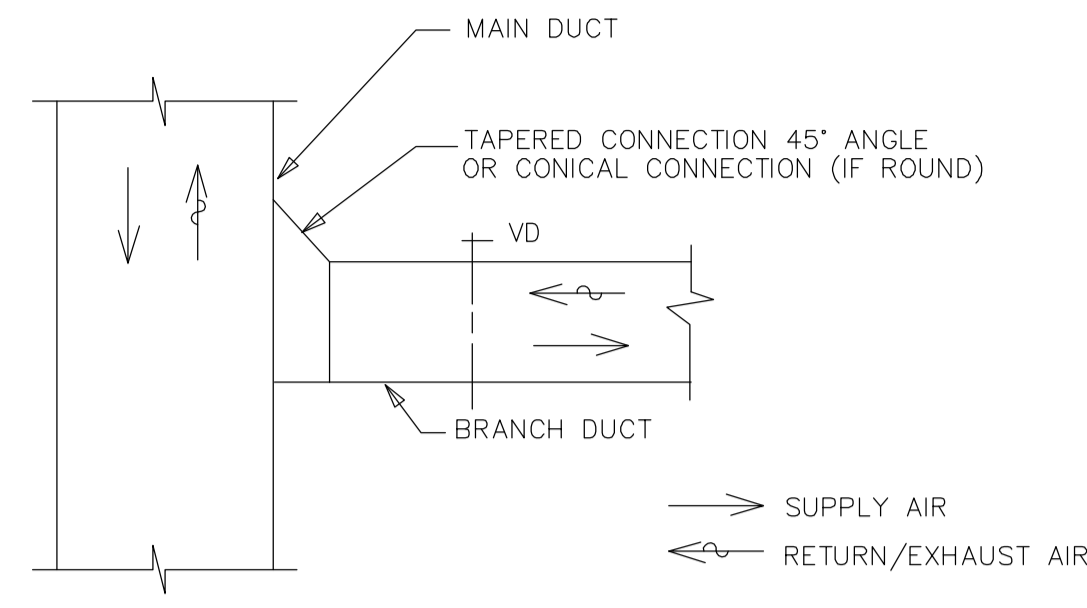 MAIN DUCT
TAPERED CONNECTION 45° ANGLE
OR CONICAL CONNECTION (IF ROUND)
VD
BRANCH DUCT
SUPPLY AIR
RETURN/EXHAUST AIR